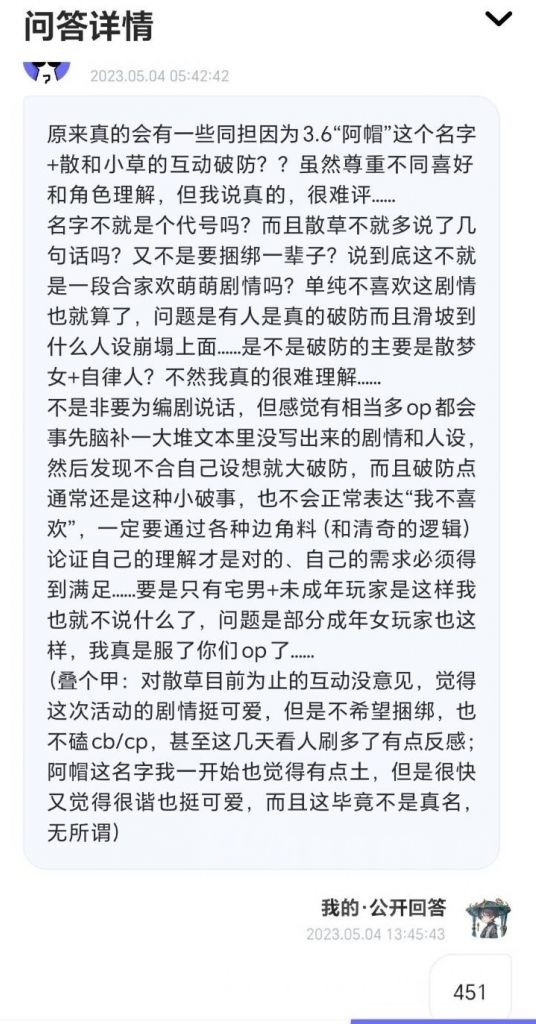 问答详情
2023.05.04 05:42:42
原来真的会有一些同担因为3.6“阿帽”这个名字
+散和小草的互动破防？？虽然尊重不同喜好
和角色理解，但我说真的，很难评......
名字不就是个代号吗？而且散草不就多说了几
句话吗？又不是要捆绑一辈子？说到底这不就
是一段合家欢萌萌剧情吗？单纯不喜欢这剧情
也就算了，问题是有人是真的破防而且滑坡到
什么人设崩塌上面......是不是破防的主要是散梦
女+自律人？不然我真的很难理解......
不是非要为编剧说话，但感觉有相当多op都会
事先脑补一大堆文本里没写出来的剧情和人设，
然后发现不合自己设想就大破防，而且破防点
通常还是这种小破事，也不会正常表达“我不喜
欢”，一定要通过各种边角料（和清奇的逻辑）
论证自己的理解才是对的、自己的需求必须得
到满足......要是只有宅男+未成年玩家是这样我
也就不说什么了，问题是部分成年女玩家也这
样，我真是服了你们op了......
（叠个甲：对散草目前为止的互动没意见，觉得
这次活动的剧情挺可爱，但是不希望捆绑，也
不磕cb/cp，甚至这几天看人刷多了有点反感；
阿帽这名字我一开始也觉得有点土，但是很快
又觉得很谐也挺可爱，而且这毕竟不是真名，
无所谓）
我的·公开回答
2023.05.04 13:45:43
451